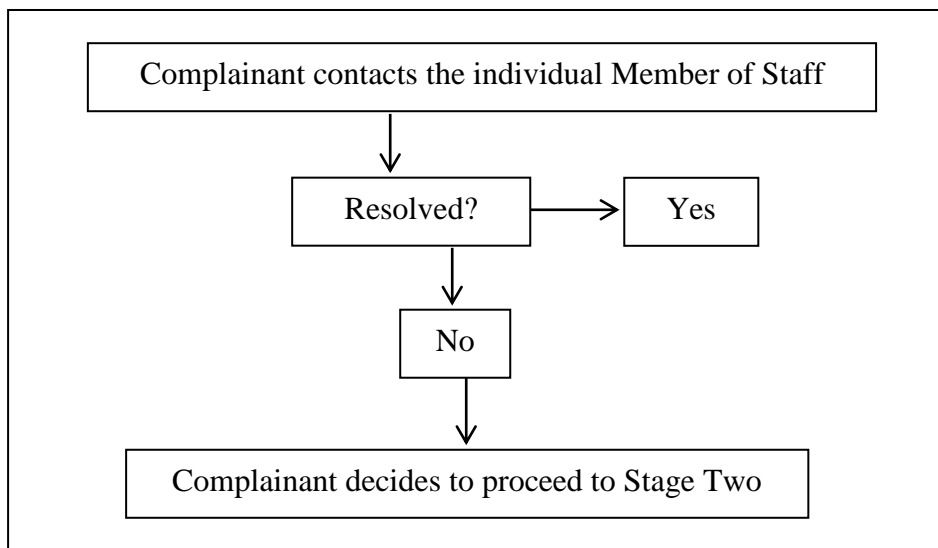 Complainant contacts the individual Member of Staff
Resolved?
Yes
No
Complainant decides to proceed to Stage Two